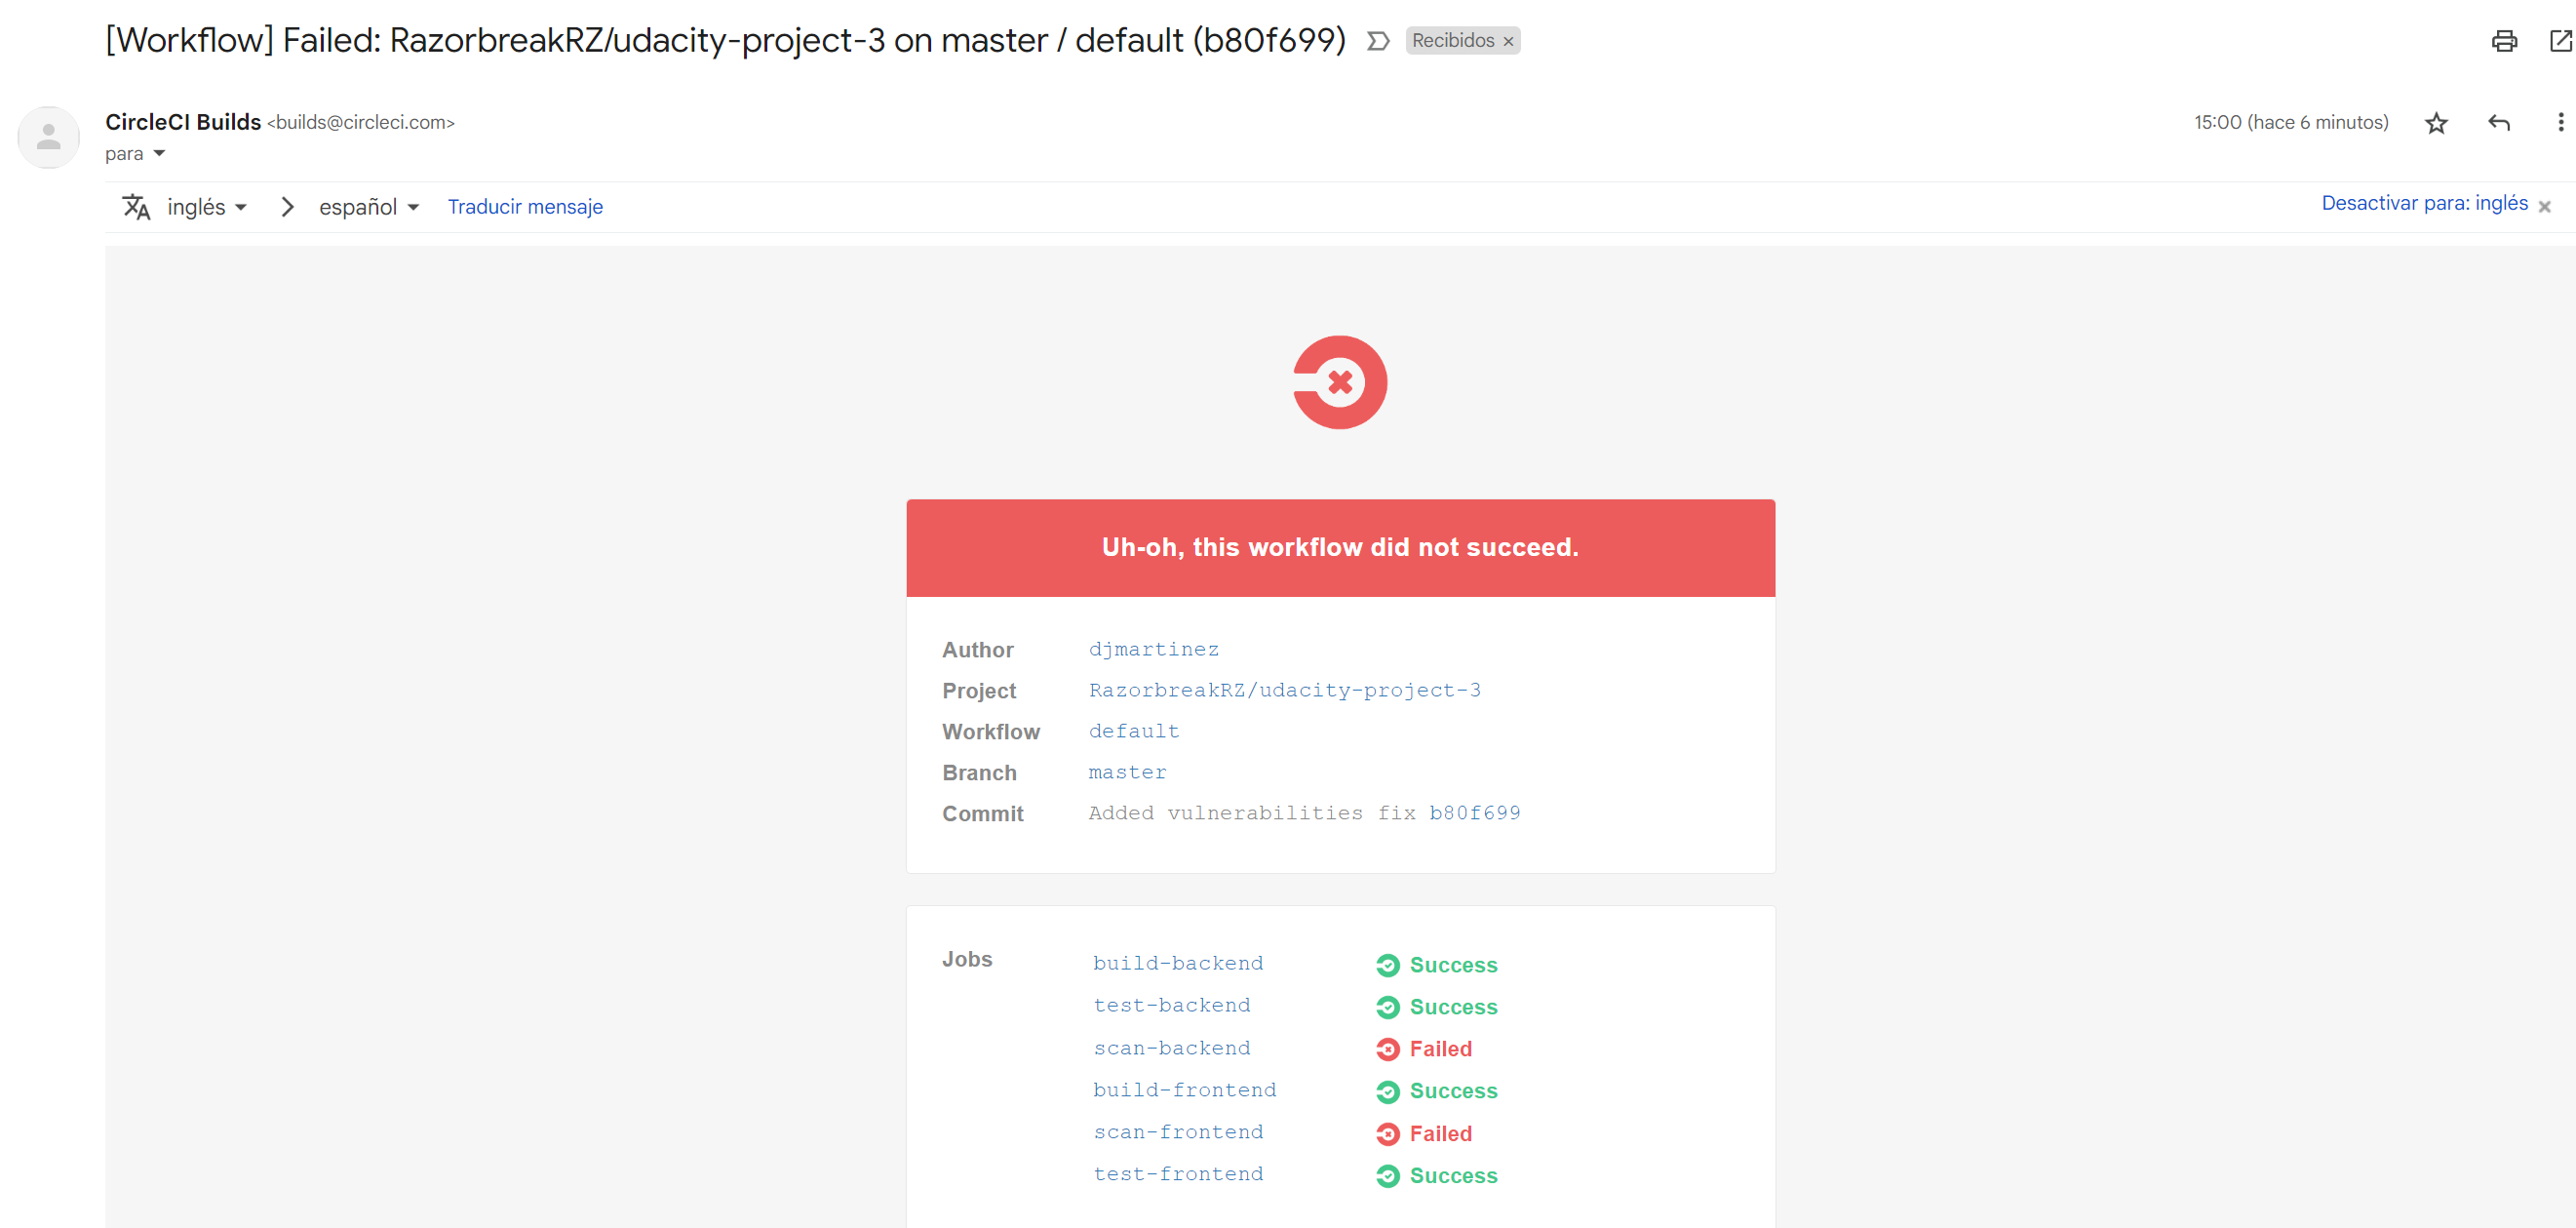 [Workflow] Failed: RazorbreakRZ/udacity-project-3 on master / default (b80f699) Recibidos ×
CircleCI Builds <builds@circleci.com> 15:00 (hace 6 minutos)
para
inglés español Traducir mensaje Desactivar para: inglés ×
Uh-oh, this workflow did not succeed.
Author djmartinez
Project RazorbreakRZ/udacity-project-3
Workflow default
Branch master
Commit Added vulnerabilities fix b80f699
Jobs build-backend Success
test-backend Success
scan-backend Failed
build-frontend Success
scan-frontend Failed
test-frontend Success